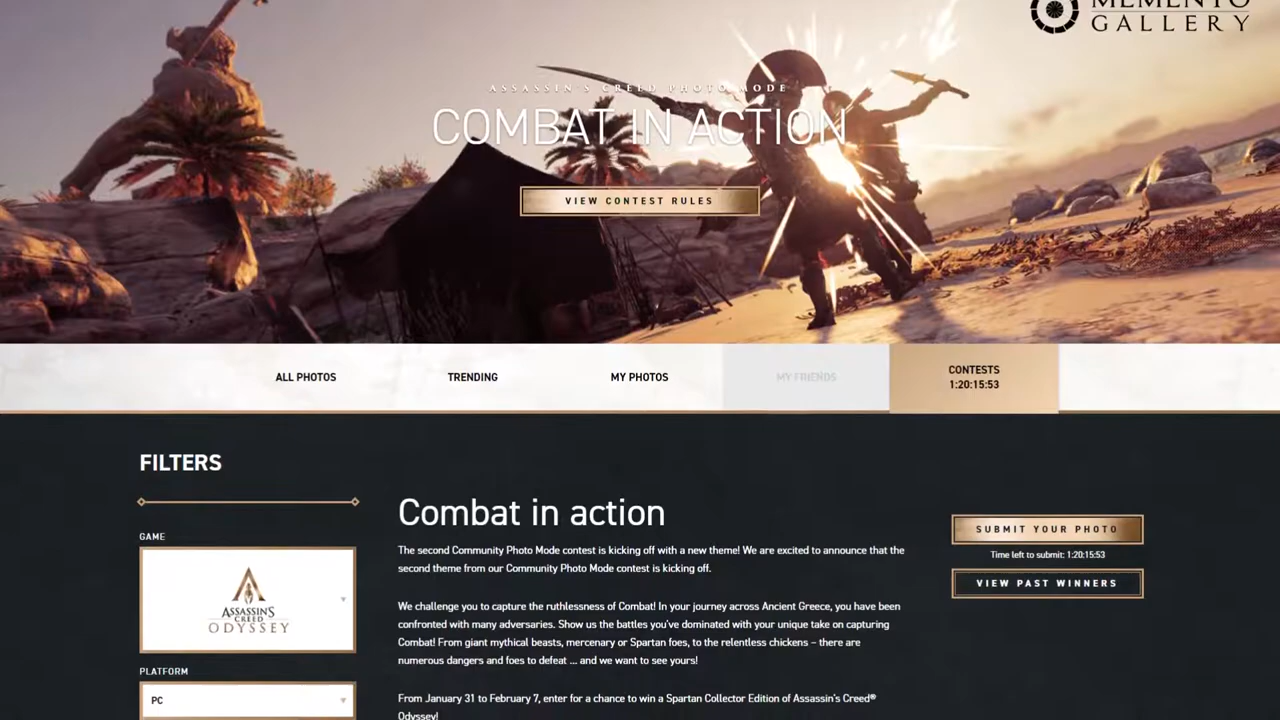 MEMENTO
GALLERY
ASSASSIN'S CREED PHOTO MODE
COMBAT IN ACTION
VIEW CONTEST RULES
ALL PHOTOS
TRENDING
MY PHOTOS
MY FRIENDS
CONTESTS
1:20:15:53
FILTERS
GAME
ASSASSIN'S
CREED
ODYSSEY
PLATFORM
PC
Combat in action
The second Community Photo Mode contest is kicking off with a new theme! We are excited to announce that the
second theme from our Community Photo Mode contest is kicking off.
We challenge you to capture the ruthlessness of Combat! In your journey across Ancient Greece, you have been
confronted with many adversaries. Show us the battles you've dominated with your unique take on capturing
Combat! From giant mythical beasts, mercenary or Spartan foes, to the relentless chickens – there are
numerous dangers and foes to defeat ... and we want to see yours!
From January 31 to February 7, enter for a chance to win a Spartan Collector Edition of Assassin's Creed®
Odyssey!
SUBMIT YOUR PHOTO
Time left to submit: 1:20:15:53
VIEW PAST WINNERS